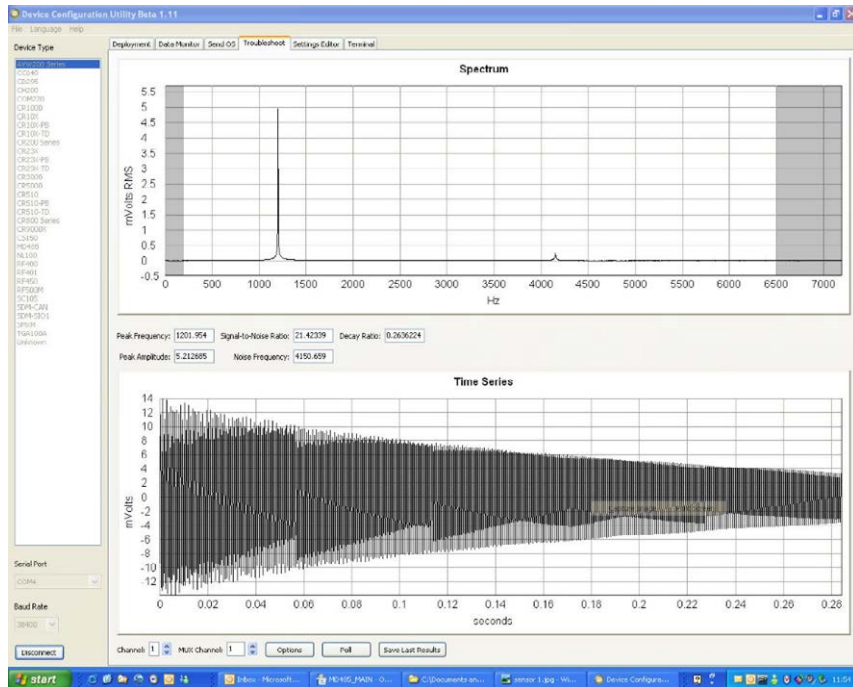 Device Configuration Utility Beta 1.11
File Language Help
Device Type
Deployment Data Monitor Send OS Troubleshoot Settings Editor Terminal
AVW200 Series
CC640
CD295
CH200
COM220
CR1000
CR10X
CR10X-PB
CR10X-TD
CR200 Series
CR23X
CR23X-PB
CR23X-TD
CR3000
CR5000
CR510
CR510-PB
CR510-TD
CR800 Series
CR9000X
CS450
MD485
NL100
RF400
RF401
RF450
RF500M
SC105
SDM-CAN
SDM-SIO1
TGA100A
Unknown
Spectrum
5.5
5
4.5
4
3.5
3
2.5
2
1.5
1
0.5
0
-0.5
mVolts RMS
0 500 1000 1500 2000 2500 3000 3500 4000 4500 5000 5500 6000 6500 7000
Hz
Peak Frequency: 1201.954 Signal-to-Noise Ratio: 21.42339 Decay Ratio: 0.2636224
Peak Amplitude: 5.212685 Noise Frequency: 4150.659
Time Series
14
12
10
8
6
4
2
0
-2
-4
-6
-8
-10
-12
mVolts
0 0.02 0.04 0.06 0.08 0.1 0.12 0.14 0.16 0.18 0.2 0.22 0.24 0.26 0.28
seconds
Serial Port
COM4
Baud Rate
38400
Disconnect
Channel: 1 MUX Channel: 1 Options Poll Save Last Results
start Inbox - Microsoft... MD485_MAIN - O... C:\Documents an... sensor 1.jpg - Wi... Device Configura... 11:54